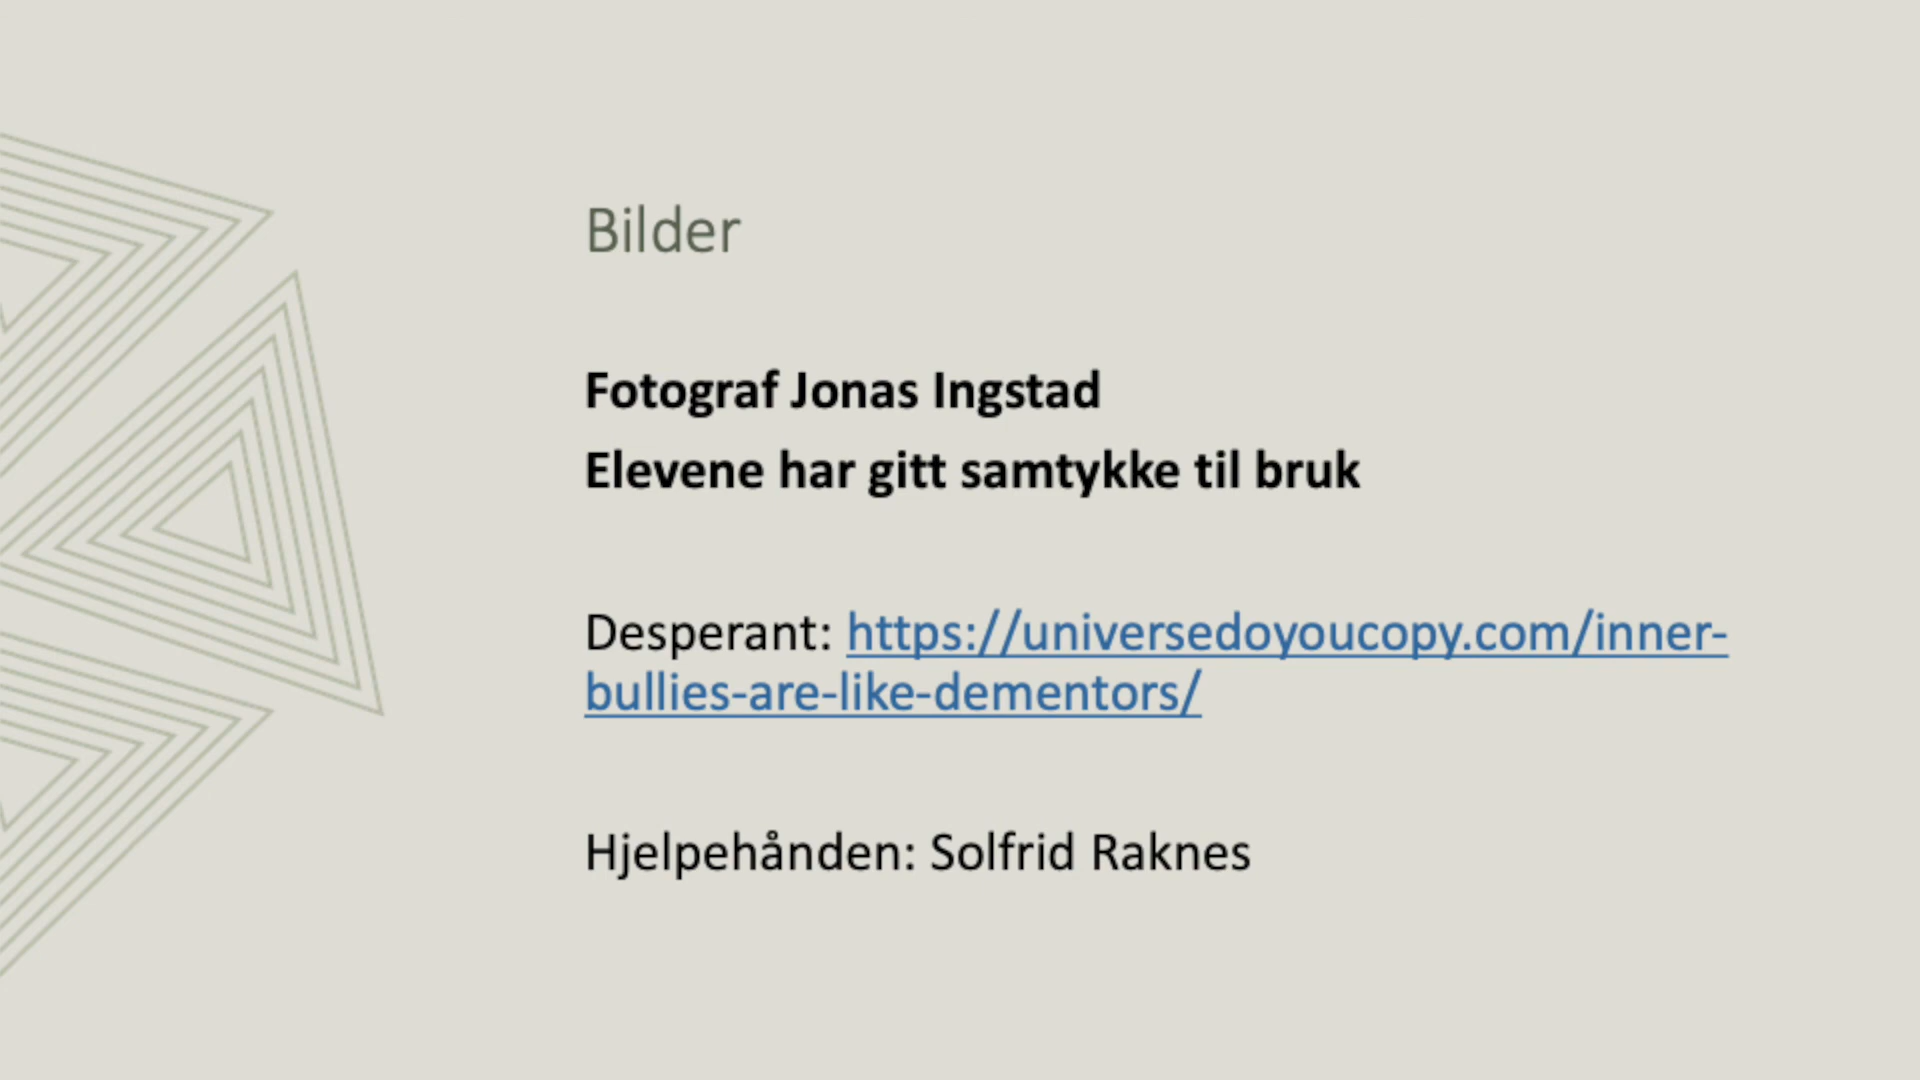 Bilder
Fotograf Jonas Ingstad
Elevene har gitt samtykke til bruk
Desperant: https://universedoyoucopy.com/inner-
bullies-are-like-dementors/
Hjelpehånden: Solfrid Raknes